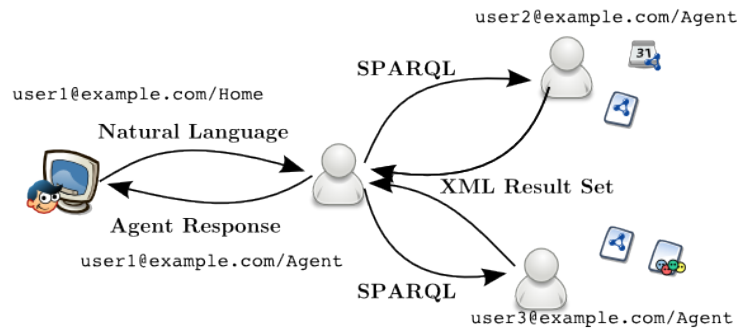 user2@example.com/Agent
31
SPARQL
user1@example.com/Home
Natural Language
XML Result Set
Agent Response
user1@example.com/Agent
SPARQL
user3@example.com/Agent